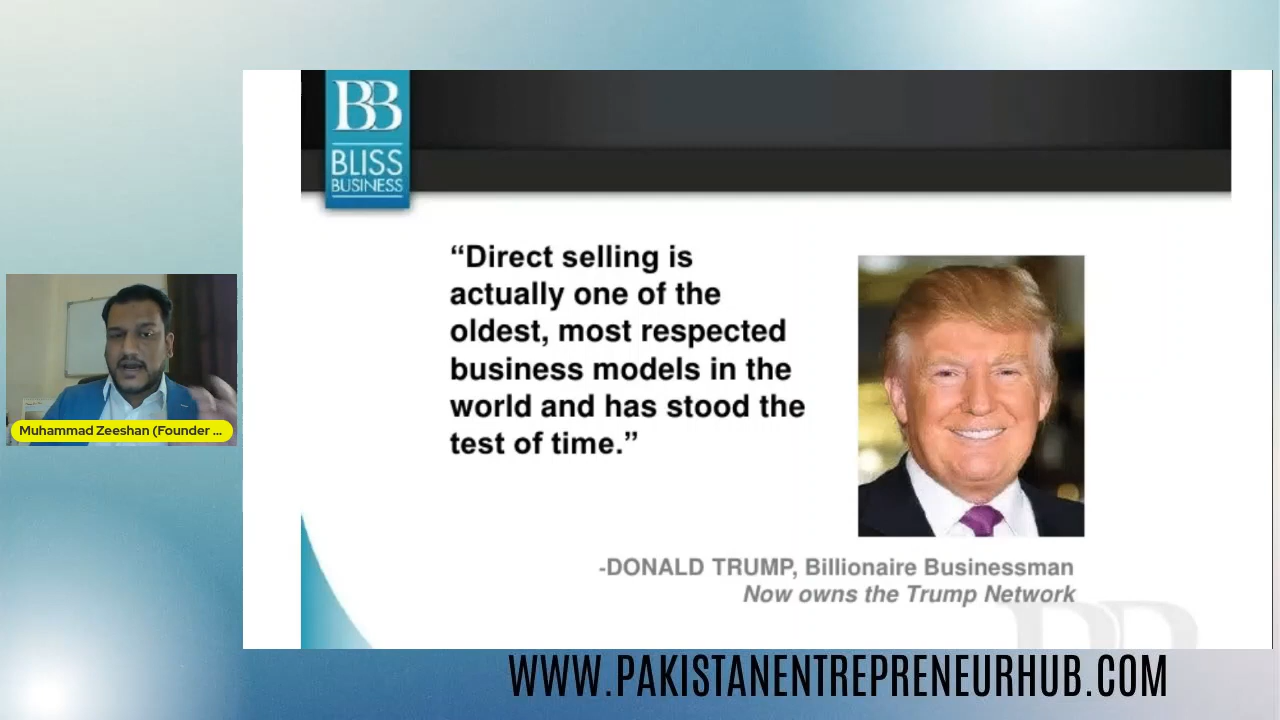 BB
BLISS
BUSINESS
“Direct selling is
actually one of the
oldest, most respected
business models in the
world and has stood the
test of time.”
Muhammad Zeeshan (Founder ...
-DONALD TRUMP, Billionaire Businessman
Now owns the Trump Network
BB
WWW.PAKISTANENTREPRENEURHUB.COM